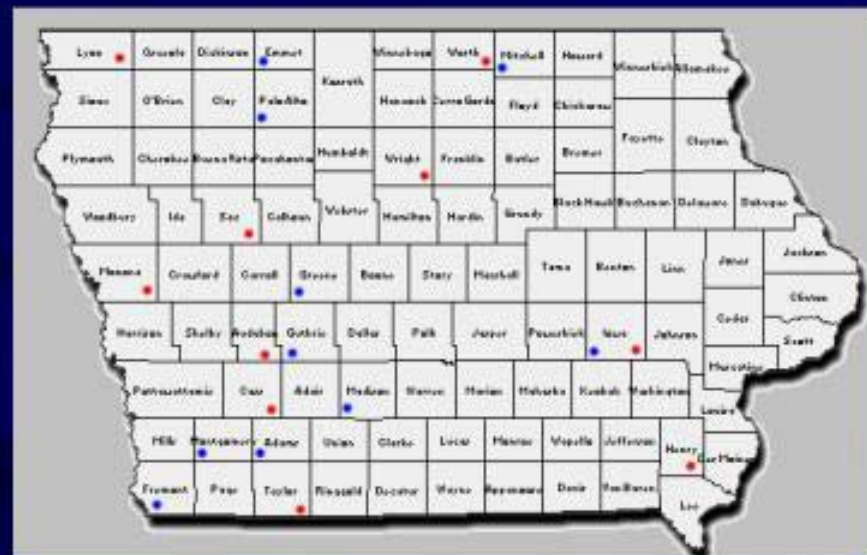 Lyon Osceola Dickinson Emmet Winnebago Worth Mitchell Howard Winneshiek Allamakee
Kossuth
Sioux O'Brien Clay Palo Alto Hancock Cerro Gordo Floyd Chickasaw
Plymouth Cherokee Buena Vista Pocahontas Humboldt Wright Franklin Butler Bremer Fayette Clayton
Woodbury Ida Sac Calhoun Webster Hamilton Hardin Grundy Black Hawk Buchanan Delaware Dubuque
Monona Crawford Carroll Greene Boone Story Marshall Tama Benton Linn Jones Jackson
Clinton
Harrison Shelby Audubon Guthrie Dallas Polk Jasper Poweshiek Iowa Johnson Cedar Scott
Muscatine
Pottawattamie Cass Adair Madison Warren Marion Mahaska Keokuk Washington
Louisa
Mills Montgomery Adams Union Clarke Lucas Monroe Wapello Jefferson Henry Des Moines
Fremont Page Taylor Ringgold Decatur Wayne Appanoose Davis Van Buren
Lee